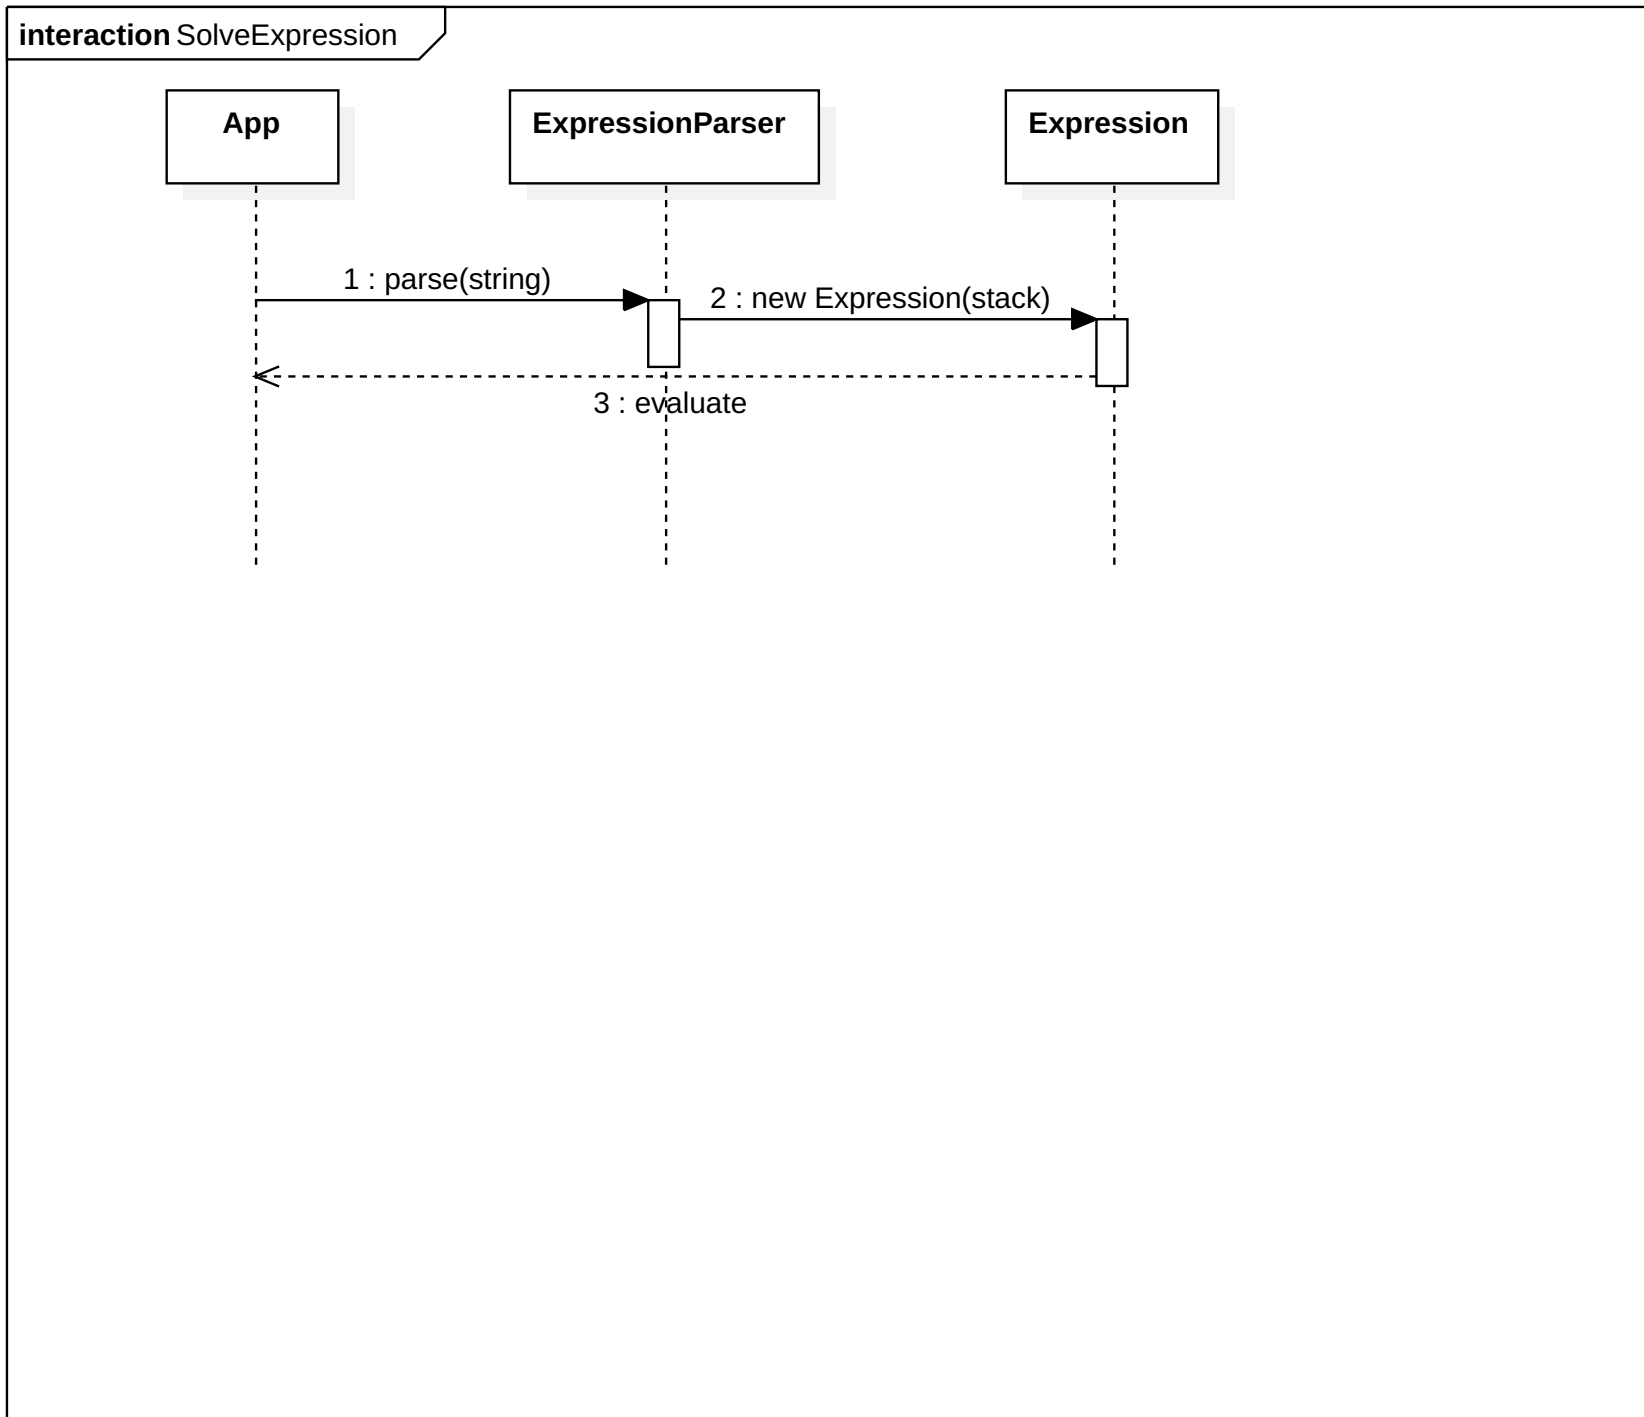 interaction SolveExpression
App
ExpressionParser
Expression
1 : parse(string)
2 : new Expression(stack)
3 : evaluate